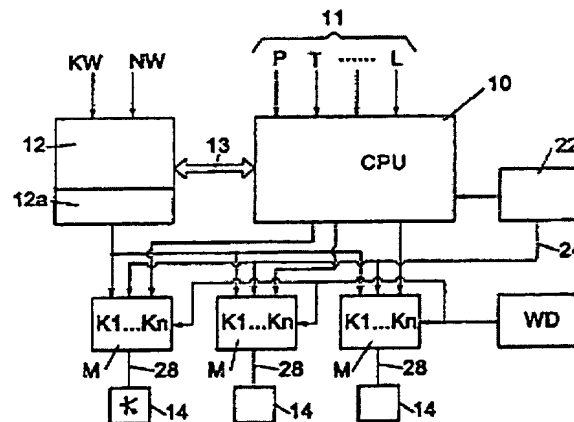 11
KW NW P T ...... L
10
12 13 CPU 22
12a
24
K1...Kn K1...Kn K1...Kn WD
M 28 M 28 M 28
14 14 14